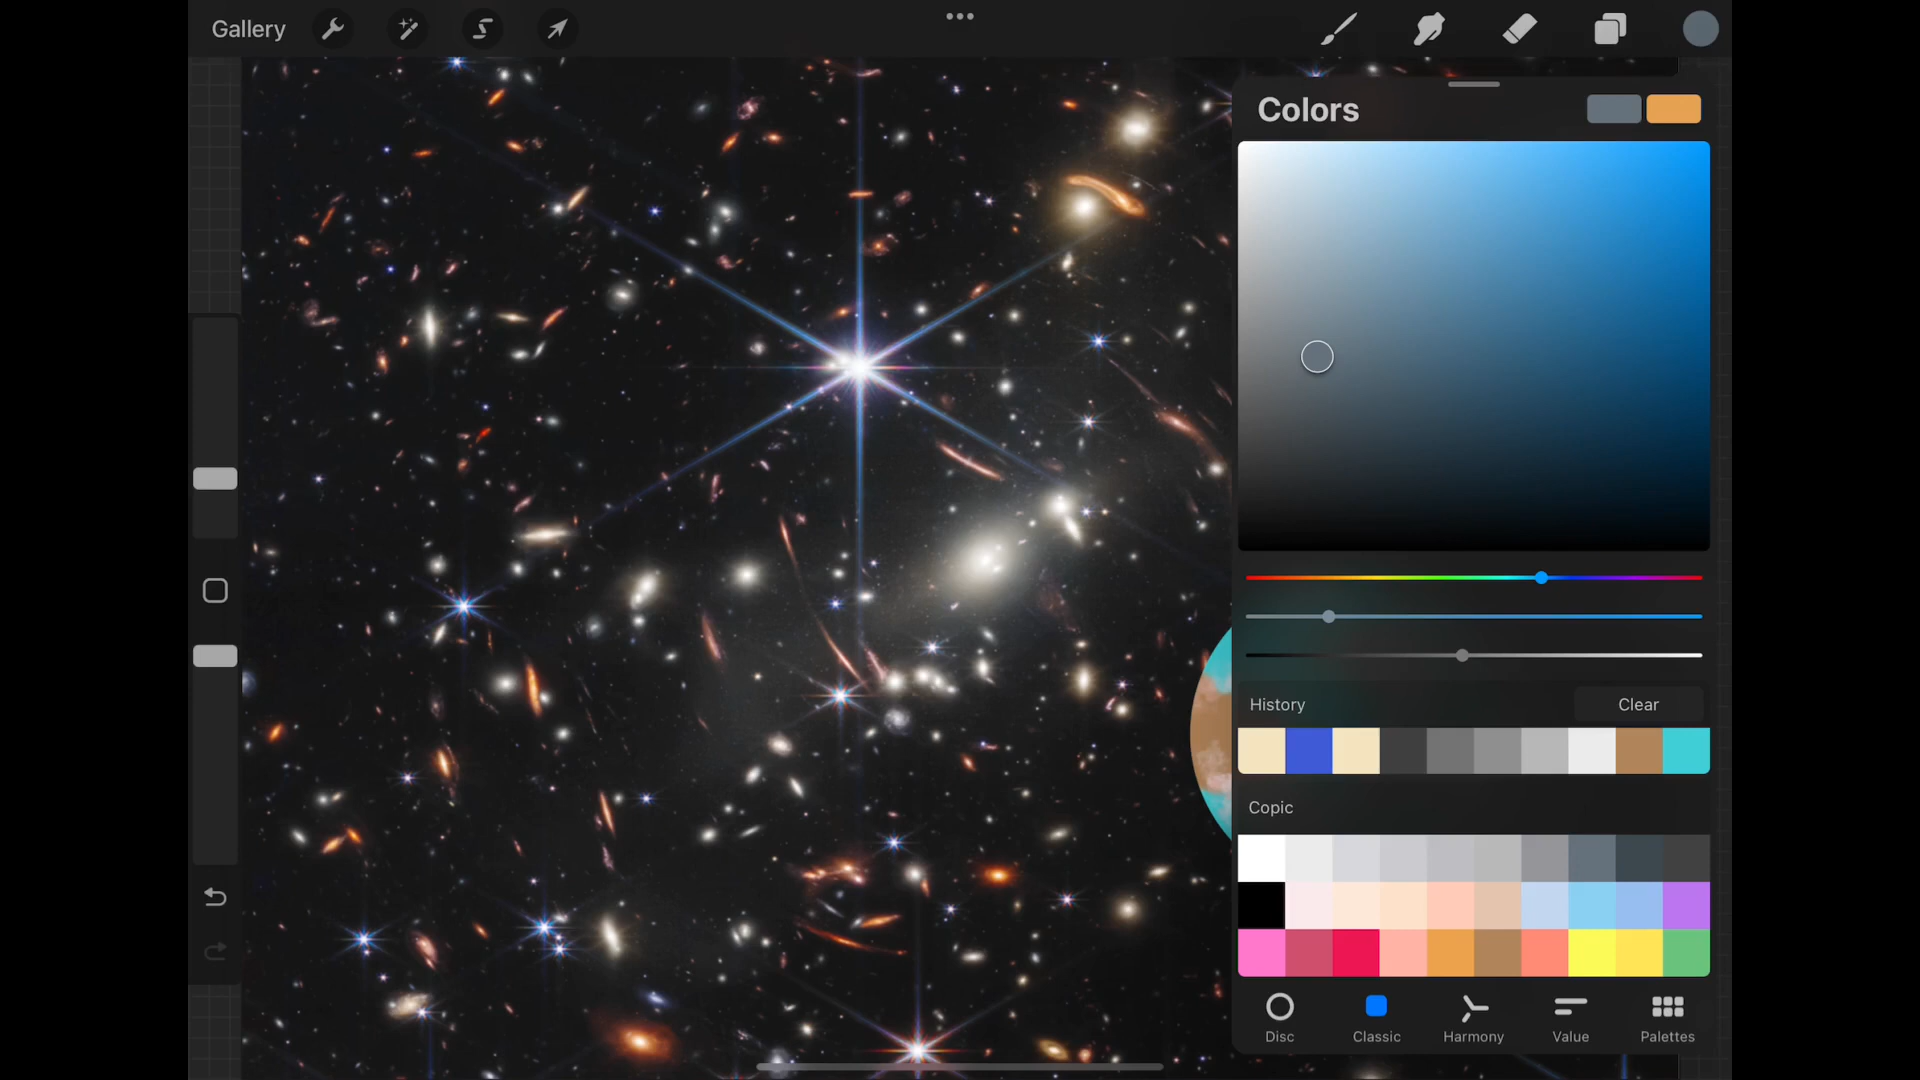 Gallery
Colors
History
Clear
Copic
Disc
Classic
Harmony
Value
Palettes